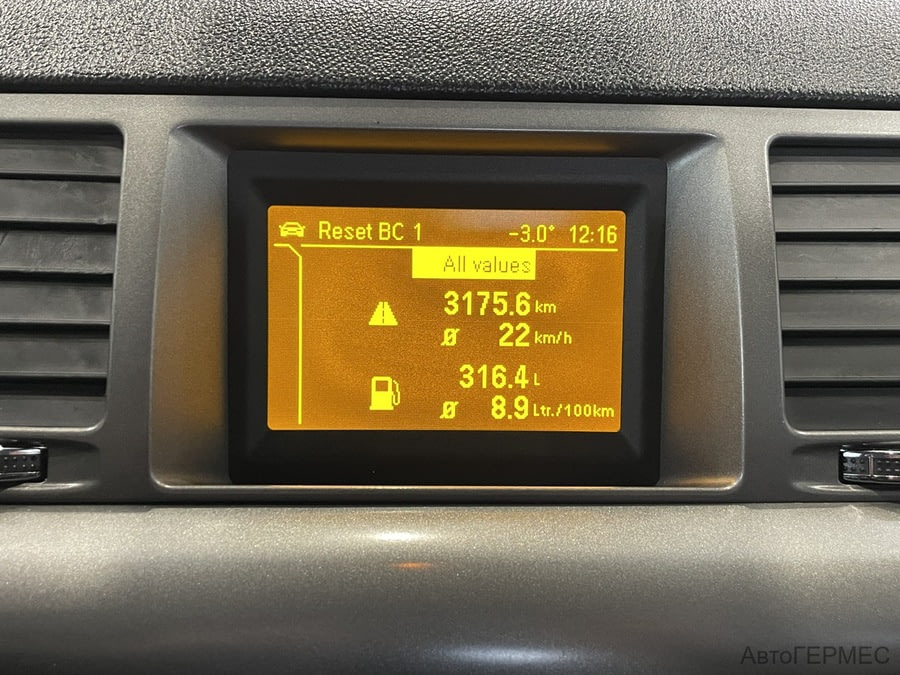 Reset BC 1 -3.0° 12:16
All values
3175.6 km
Ø 22 km/h
316.4 L
Ø 8.9 Ltr./100km
АвтоГЕРМЕС